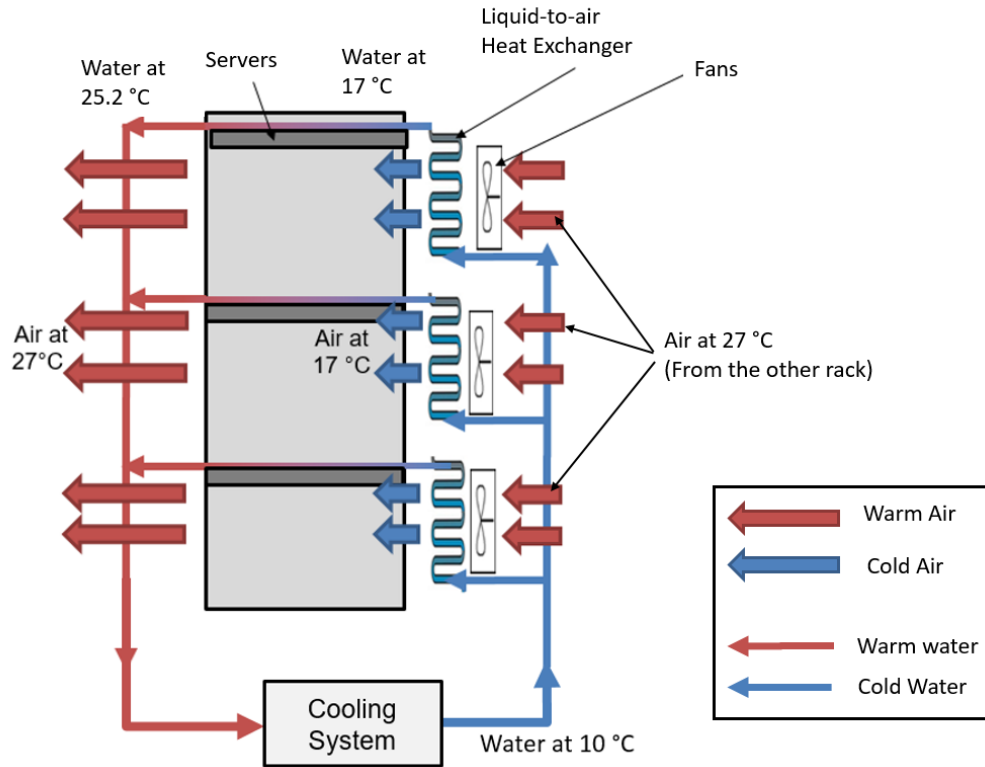 Liquid-to-air
Heat Exchanger
Water at
25.2 °C
Servers
Water at
17 °C
Fans
Air at
27°C
Air at
17 °C
Air at 27 °C
(From the other rack)
Warm Air
Cold Air
Warm water
Cold Water
Cooling
System
Water at 10 °C